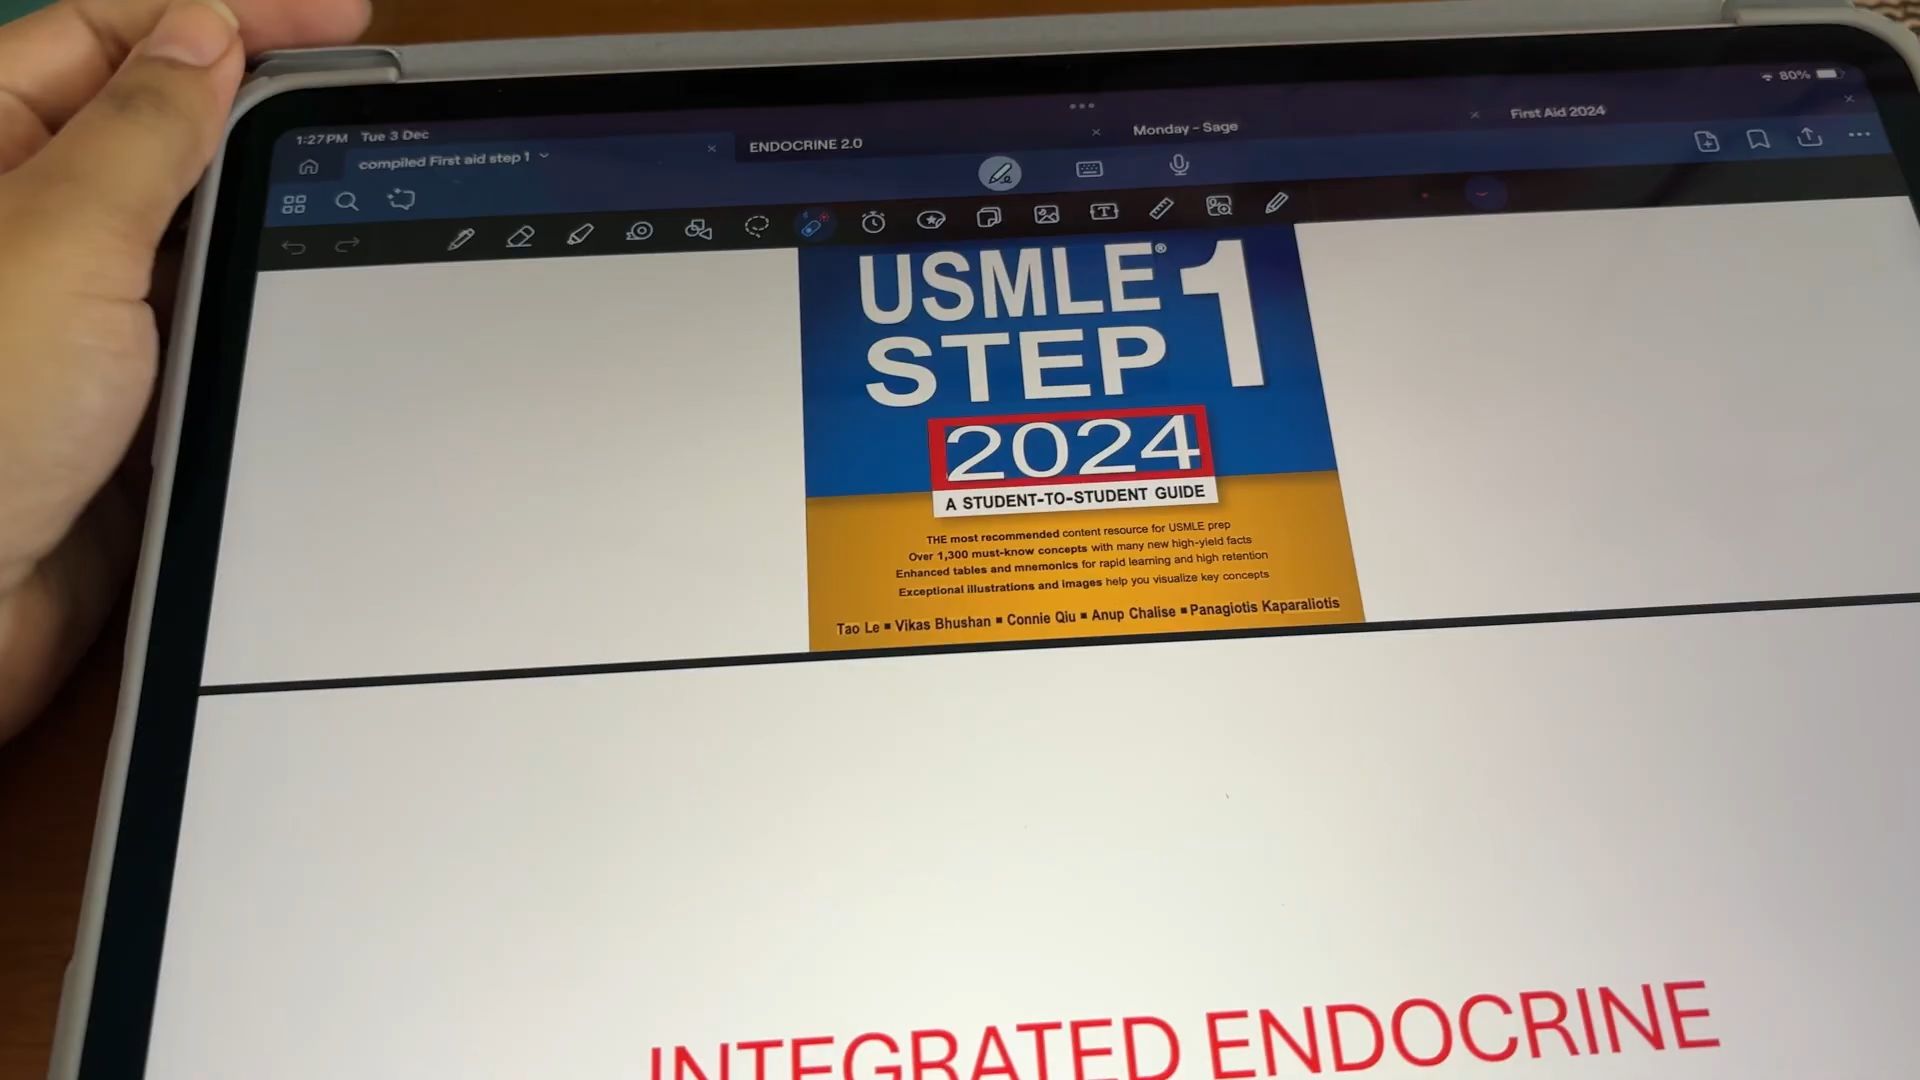 1:27 PM Tue 3 Dec
80%
compiled First aid step 1
ENDOCRINE 2.0
Monday - Sage
First Aid 2024
USMLE® 1
STEP
2024
A STUDENT-TO-STUDENT GUIDE
THE most recommended content resource for USMLE prep
Over 1,300 must-know concepts with many new high-yield facts
Enhanced tables and mnemonics for rapid learning and high retention
Exceptional illustrations and images help you visualize key concepts
Tao Le ▪ Vikas Bhushan ▪ Connie Qiu ▪ Anup Chalise ▪ Panagiotis Kaparaliotis
INTEGRATED ENDOCRINE